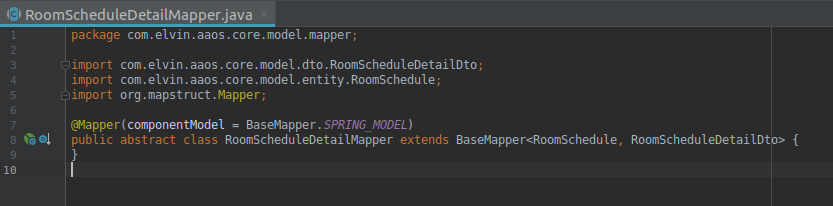 RoomScheduleDetailMapper.java
1 package com.elvin.aaos.core.model.mapper;
2
3 import com.elvin.aaos.core.model.dto.RoomScheduleDetailDto;
4 import com.elvin.aaos.core.model.entity.RoomSchedule;
5 import org.mapstruct.Mapper;
6
7 @Mapper(componentModel = BaseMapper.SPRING_MODEL)
8 public abstract class RoomScheduleDetailMapper extends BaseMapper<RoomSchedule, RoomScheduleDetailDto> {
9 }
10